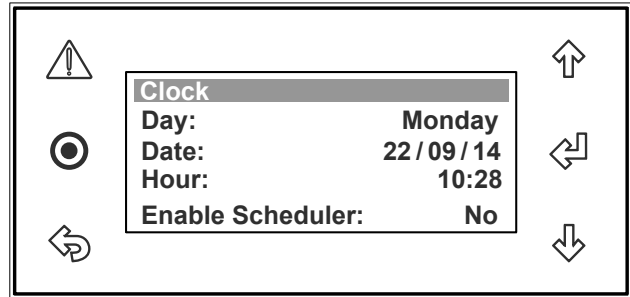 Clock
Day: Monday
Date: 22 / 09 / 14
Hour: 10:28
Enable Scheduler: No